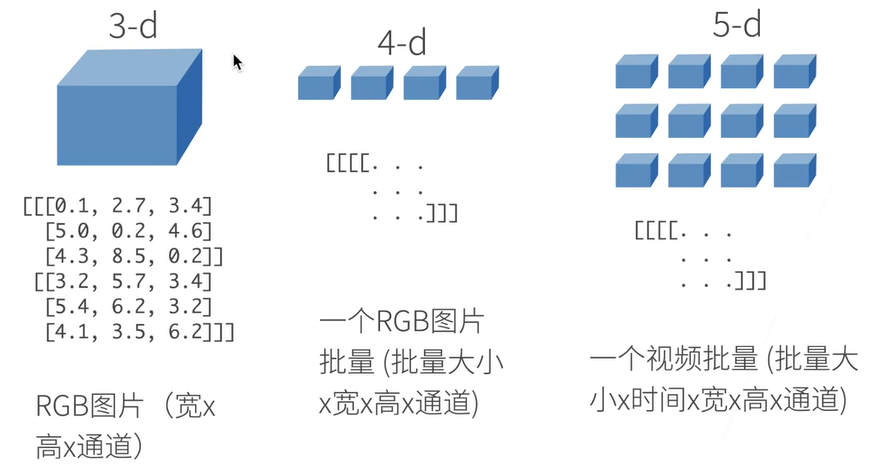 3-d
[[[0.1, 2.7, 3.4]
[5.0, 0.2, 4.6]
[4.3, 8.5, 0.2]]
[[3.2, 5.7, 3.4]
[5.4, 6.2, 3.2]
[4.1, 3.5, 6.2]]]
RGB图片（宽x
高x通道）
4-d
[[[[. . .
. . .
. . .]]]
一个RGB图片
批量 (批量大小
x宽x高x通道)
5-d
[[[[. . .
. . .
. . .]]]
一个视频批量 (批量大
小x时间x宽x高x通道)